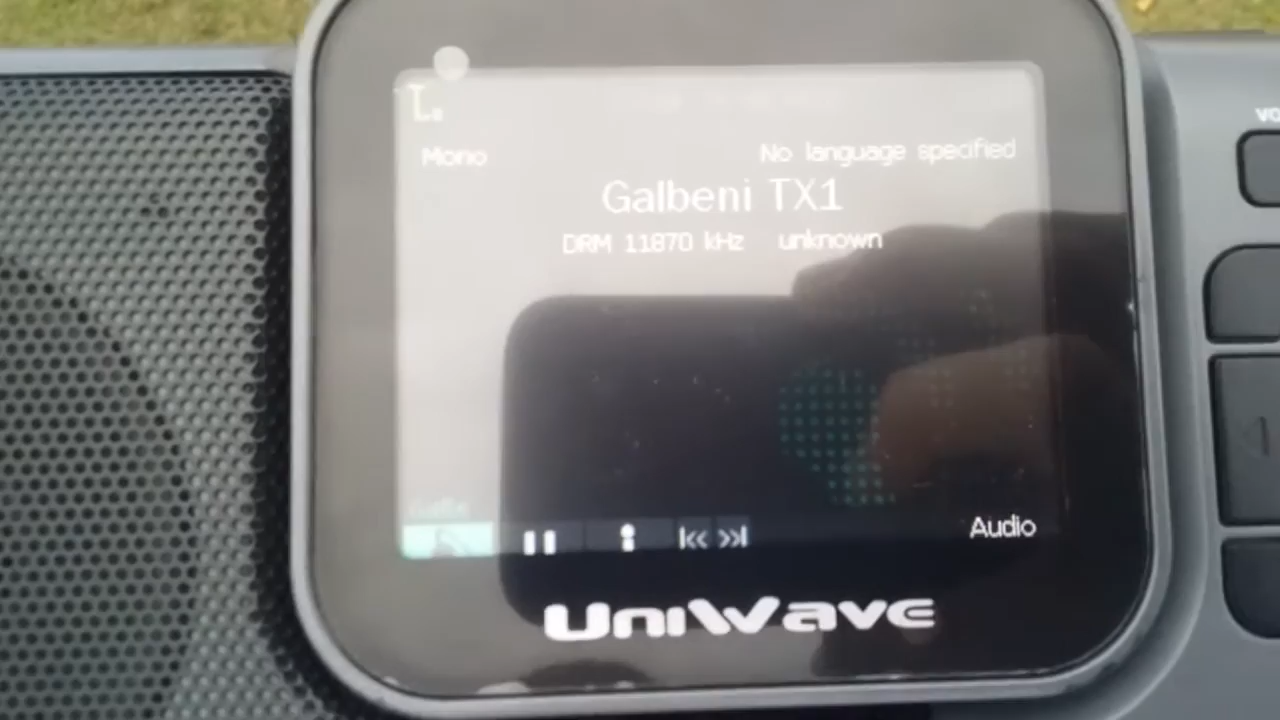 Mono
No language specified
Galbeni TX1
DRM 11870 kHz unknown
Audio
UniWave